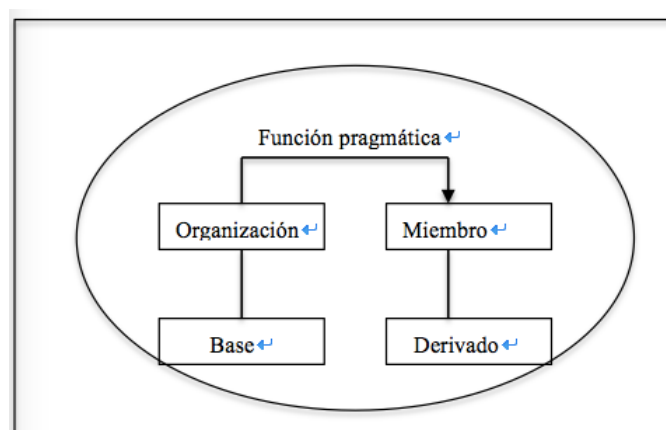 Función pragmática
Organización
Miembro
Base
Derivado